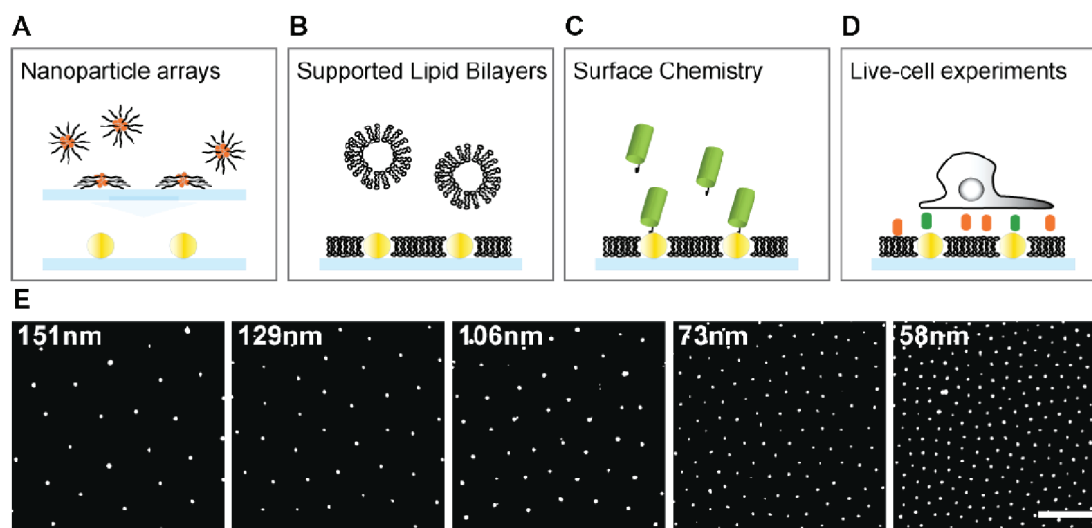 A
B
C
D
Nanoparticle arrays
Supported Lipid Bilayers
Surface Chemistry
Live-cell experiments
E
151nm
129nm
106nm
73nm
58nm